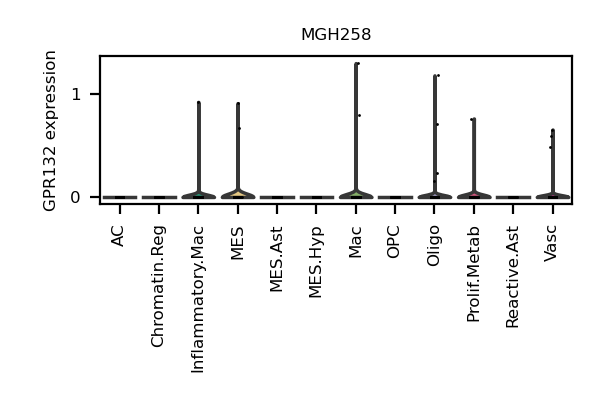 MGH258
GPR132 expression
1
0
AC
Chromatin.Reg
Inflammatory.Mac
MES
MES.Ast
MES.Hyp
Mac
OPC
Oligo
Prolif.Metab
Reactive.Ast
Vasc